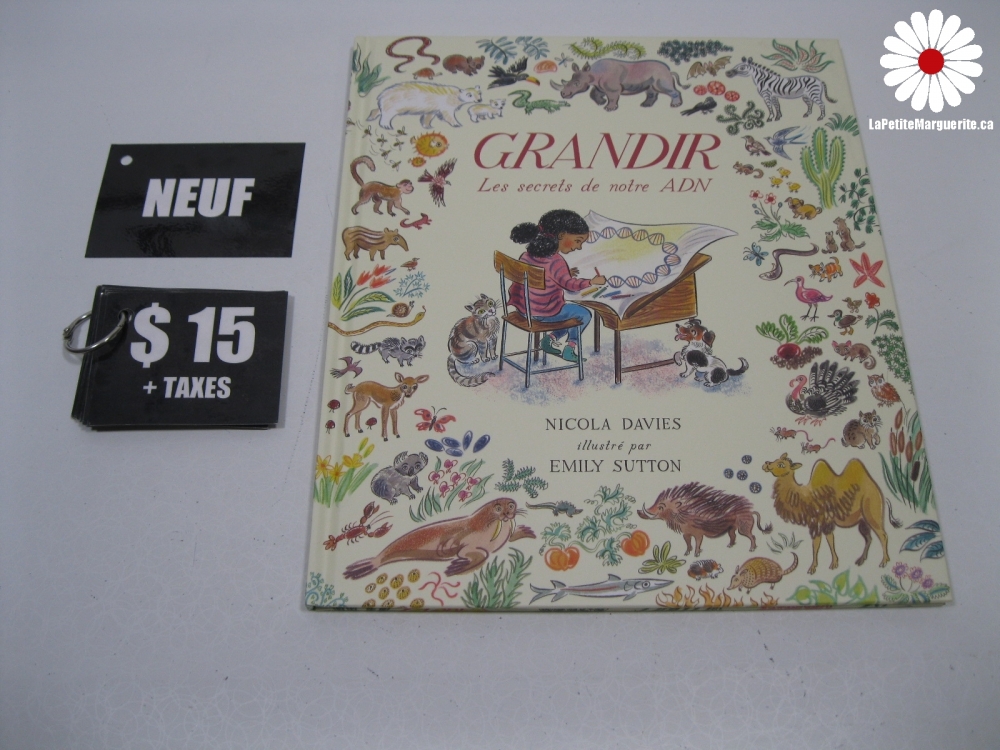 LaPetiteMarguerite.ca
NEUF
$ 15
+ TAXES
GRANDIR
Les secrets de notre ADN
NICOLA DAVIES
illustré par
EMILY SUTTON